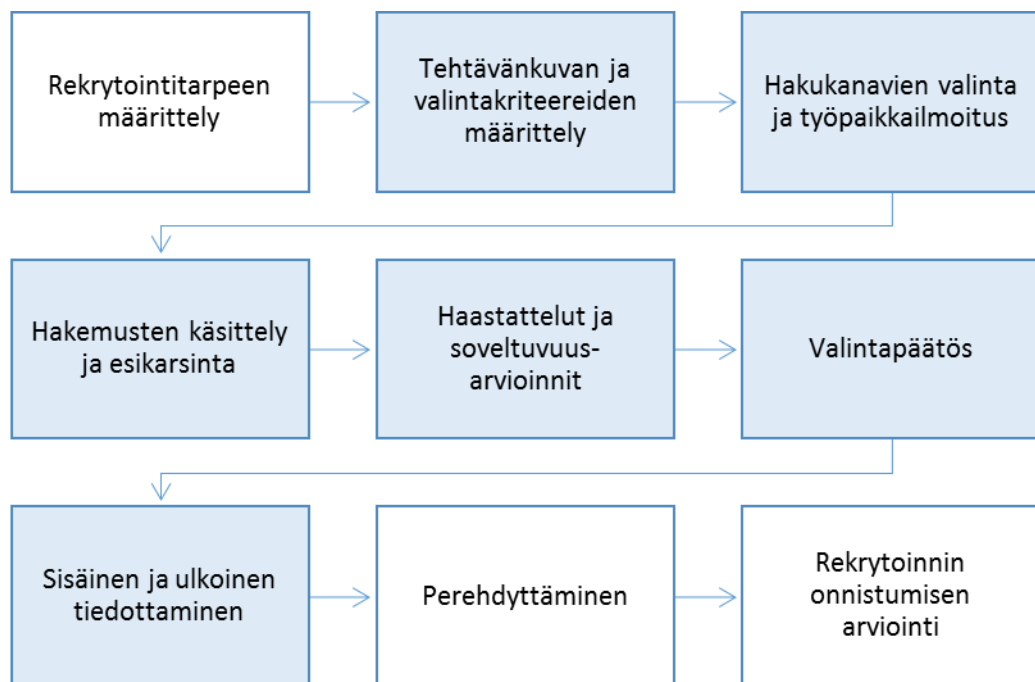 Rekrytointitarpeen
määrittely
Tehtävänkuvan ja
valintakriteereiden
määrittely
Hakukanavien valinta
ja työpaikkailmoitus
Hakemusten käsittely
ja esikarsinta
Haastattelut ja
soveltuvuus-
arvioinnit
Valintapäätös
Sisäinen ja ulkoinen
tiedottaminen
Perehdyttäminen
Rekrytoinnin
onnistumisen
arviointi